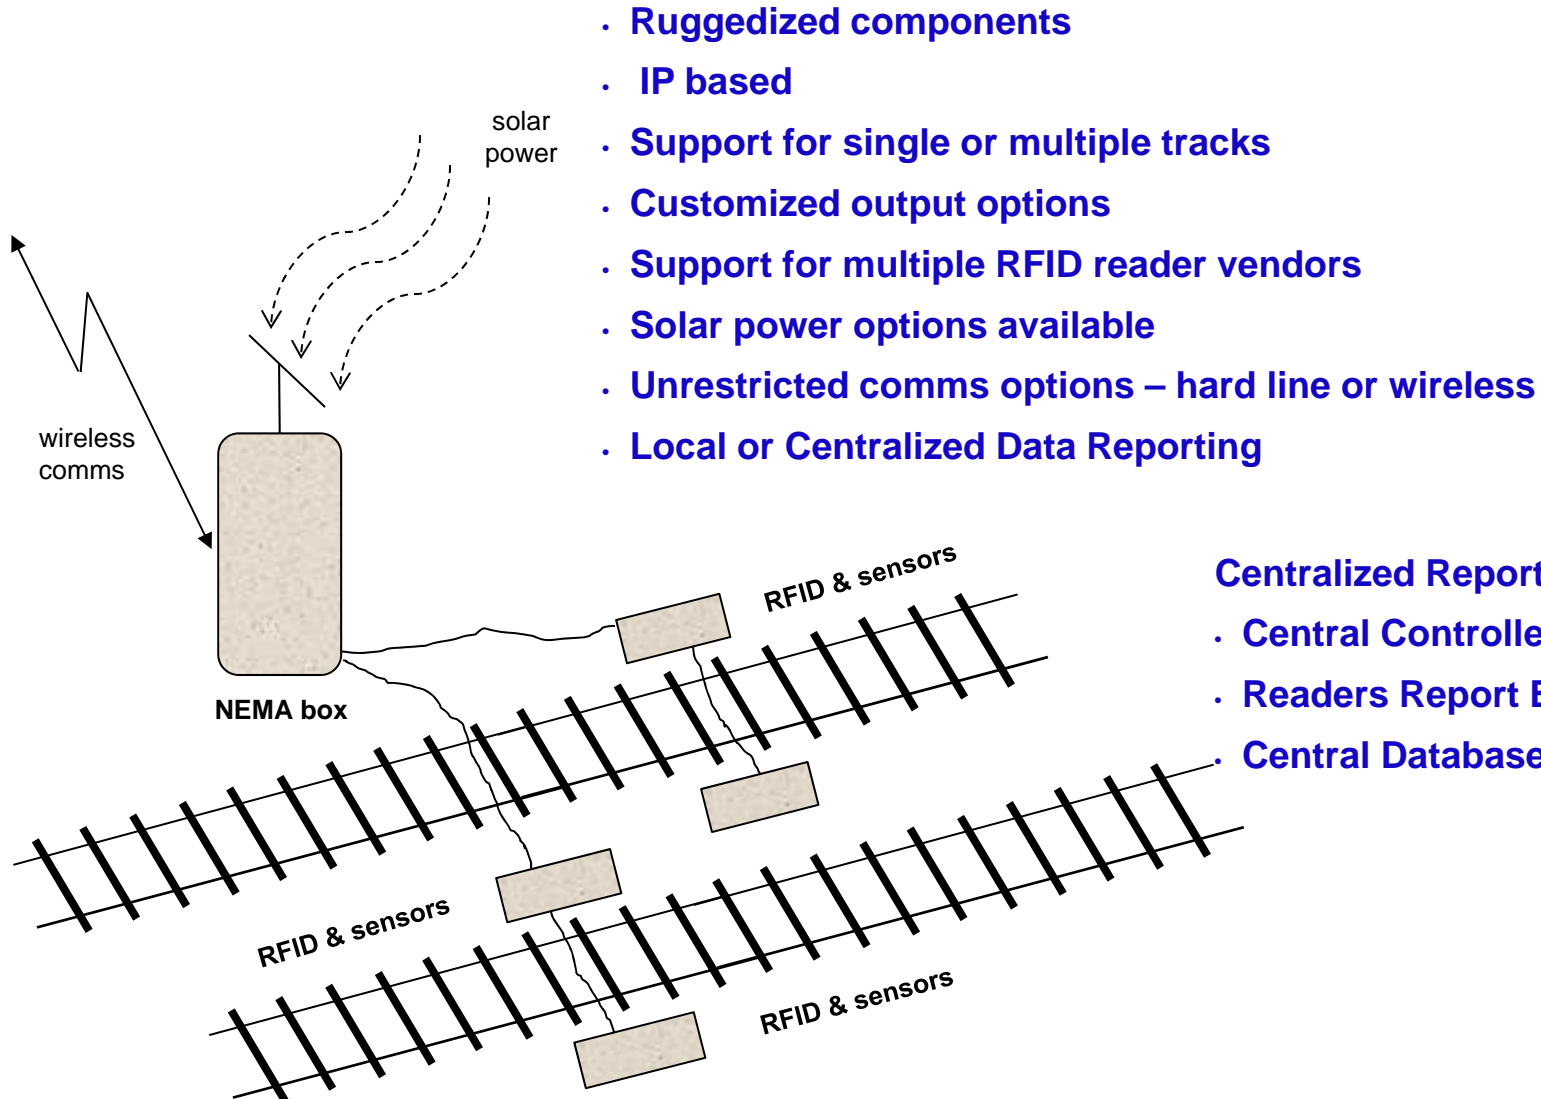 • Ruggedized components
• IP based
solar
power
• Support for single or multiple tracks
• Customized output options
• Support for multiple RFID reader vendors
• Solar power options available
• Unrestricted comms options – hard line or wireless
wireless
comms
• Local or Centralized Data Reporting
RFID & sensors
Centralized Report
• Central Controlle
• Readers Report
• Central Database
NEMA box
RFID & sensors
RFID & sensors